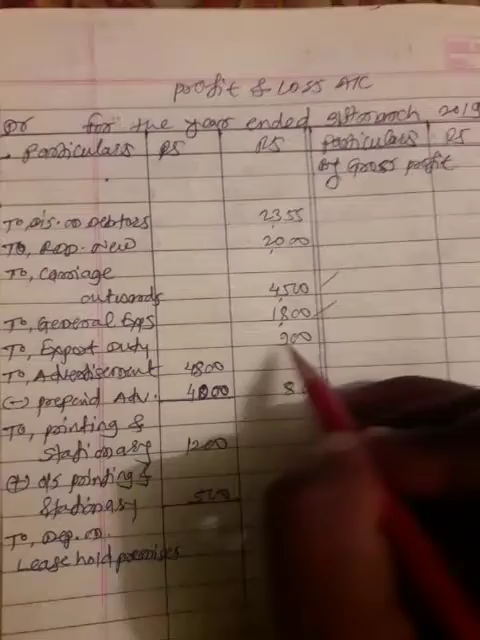 Profit & Loss A/C
Dr for the year ended 31st march 2019
Particulars RS RS Particulars RS
By Gross profit
To, Dis. on Debtors 2355
To, RDD. New 2000
To, Carriage
outwards 4500
To, General Exps 1800
To, Export duty 900
To, Advertisement 4800
(-) prepaid Adv. 4000 8
To, printing &
Stationary 1200
(+) o/s printing &
Stationary 500
To, Dep. on
Lease hold premises